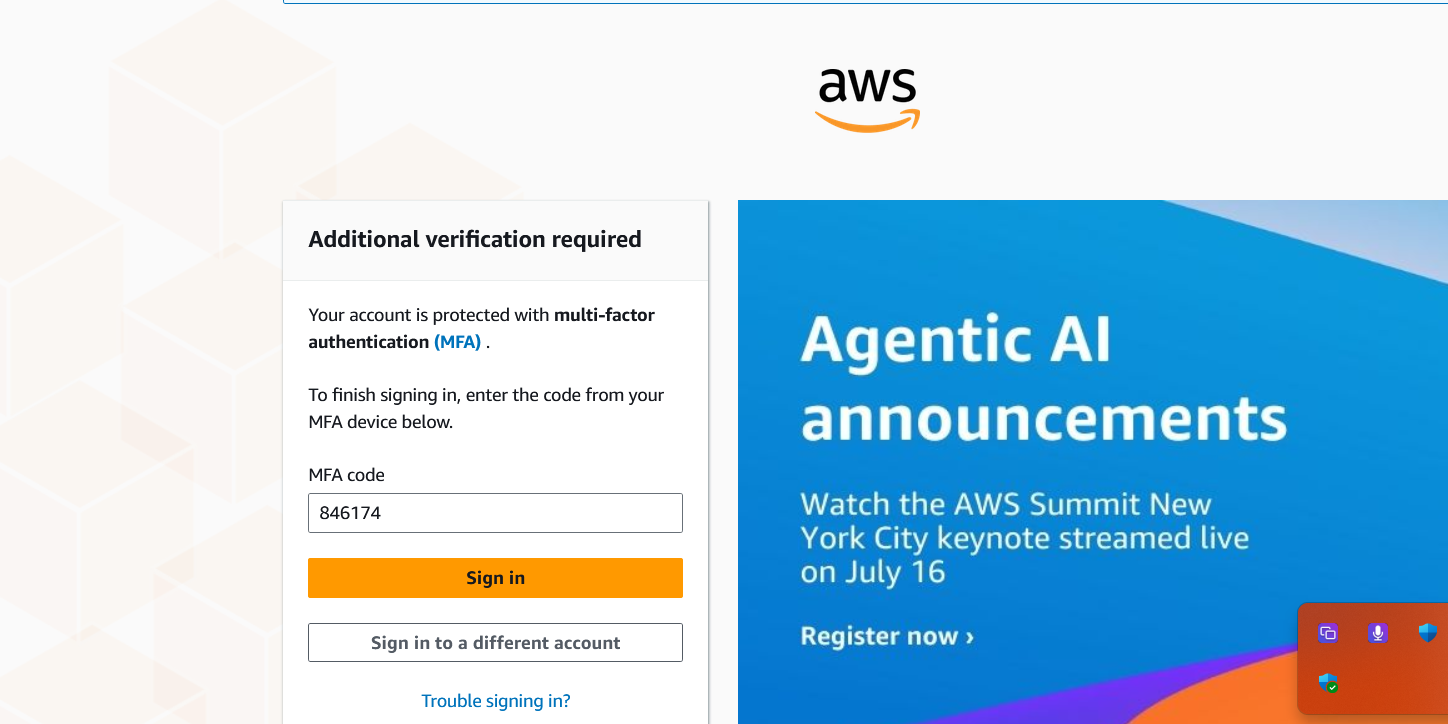 aws
Additional verification required
Your account is protected with multi-factor
authentication (MFA) .
To finish signing in, enter the code from your
MFA device below.
MFA code
846174
Sign in
Sign in to a different account
Trouble signing in?
Agentic AI
announcements
Watch the AWS Summit New
York City keynote streamed live
on July 16
Register now ›